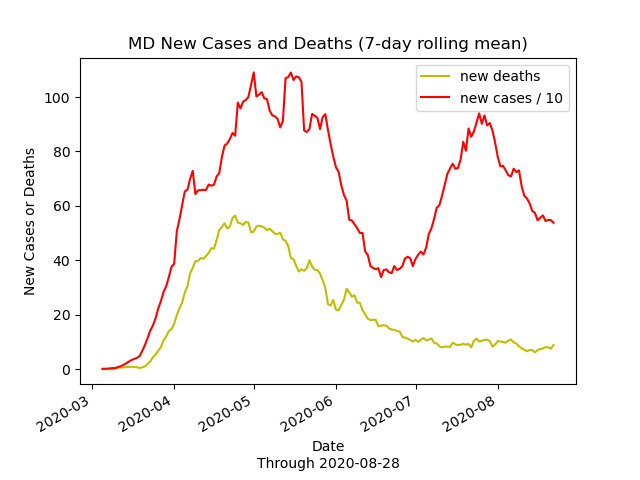 MD New Cases and Deaths (7-day rolling mean)
new deaths
new cases / 10
New Cases or Deaths
100
80
60
40
20
0
2020-03
2020-04
2020-05
2020-06
2020-07
2020-08
Date
Through 2020-08-28